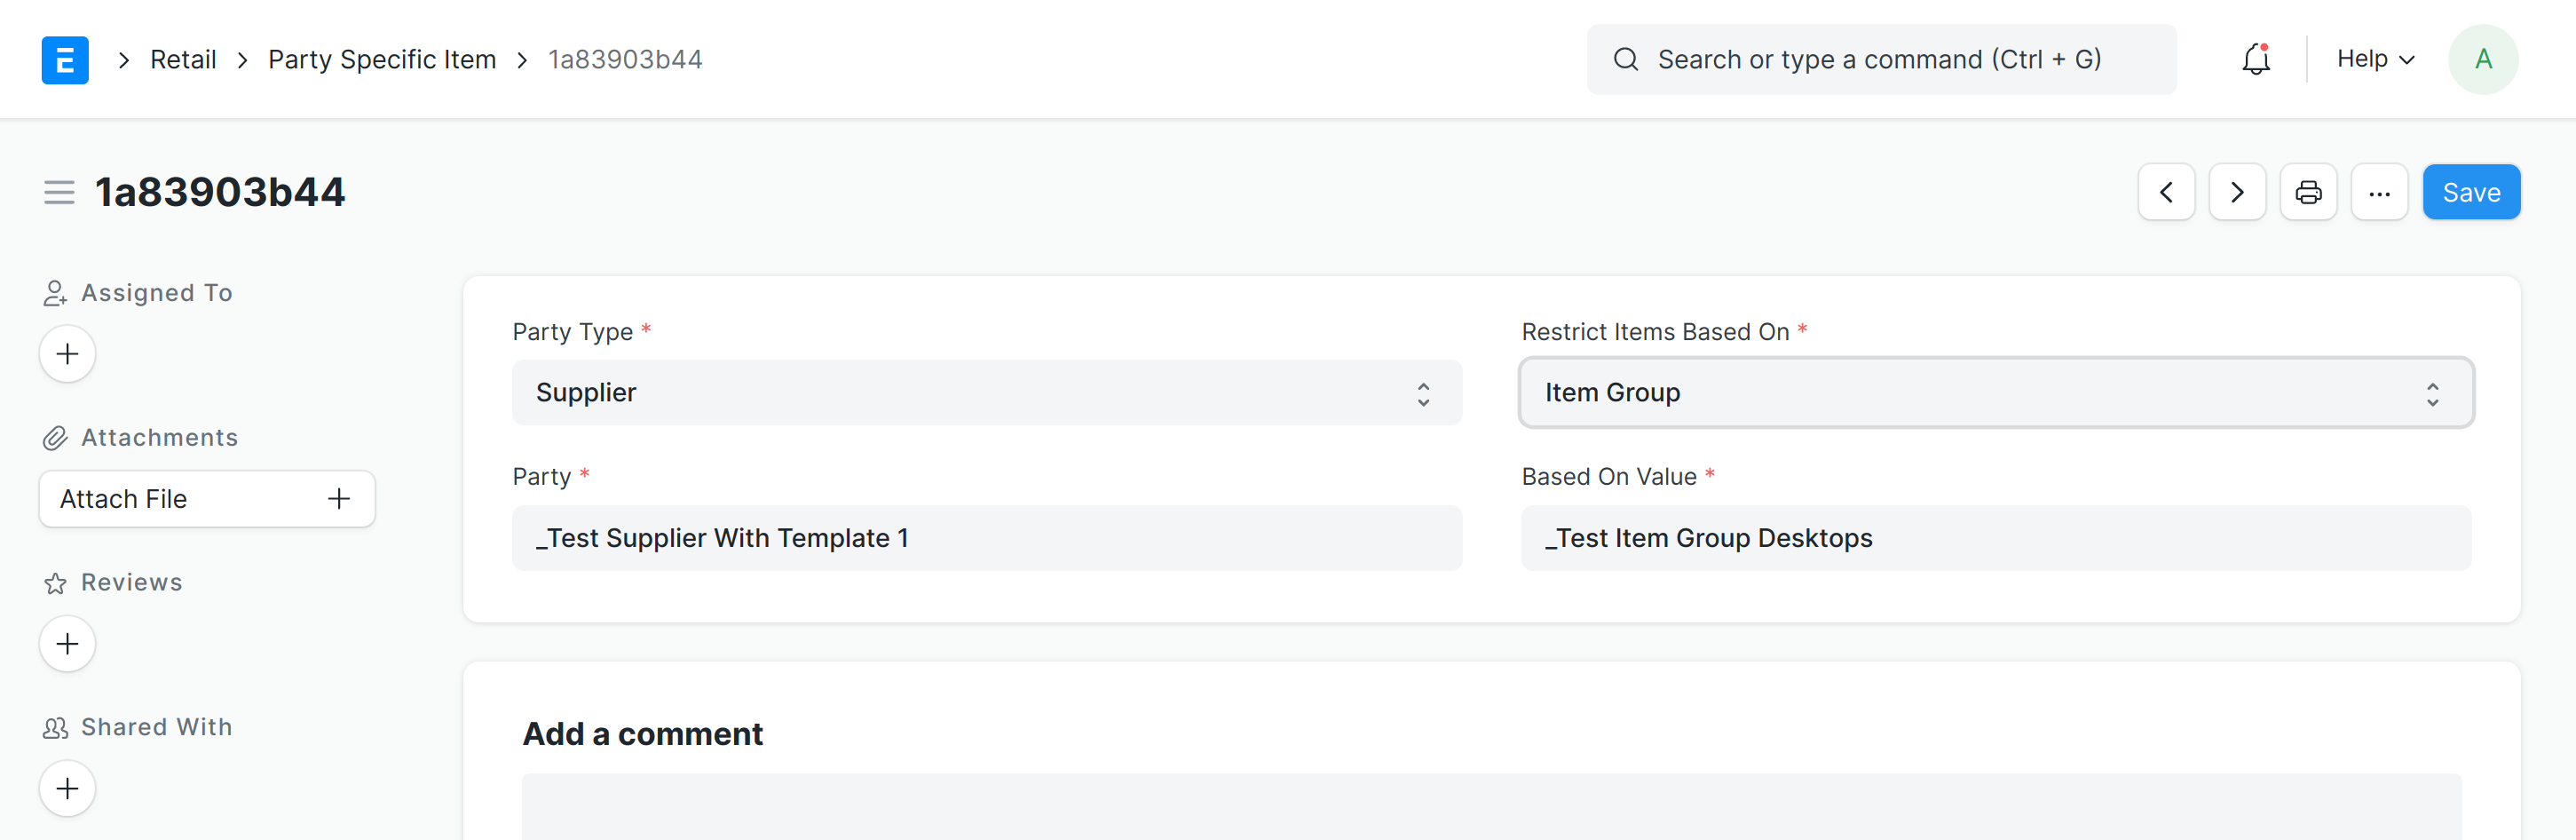 E > Retail > Party Specific Item > 1a83903b44
Search or type a command (Ctrl + G)
Help
A
1a83903b44
...
Save
Assigned To
Attachments
Attach File
Reviews
Shared With
Party Type *
Supplier
Restrict Items Based On *
Item Group
Party *
_Test Supplier With Template 1
Based On Value *
_Test Item Group Desktops
Add a comment